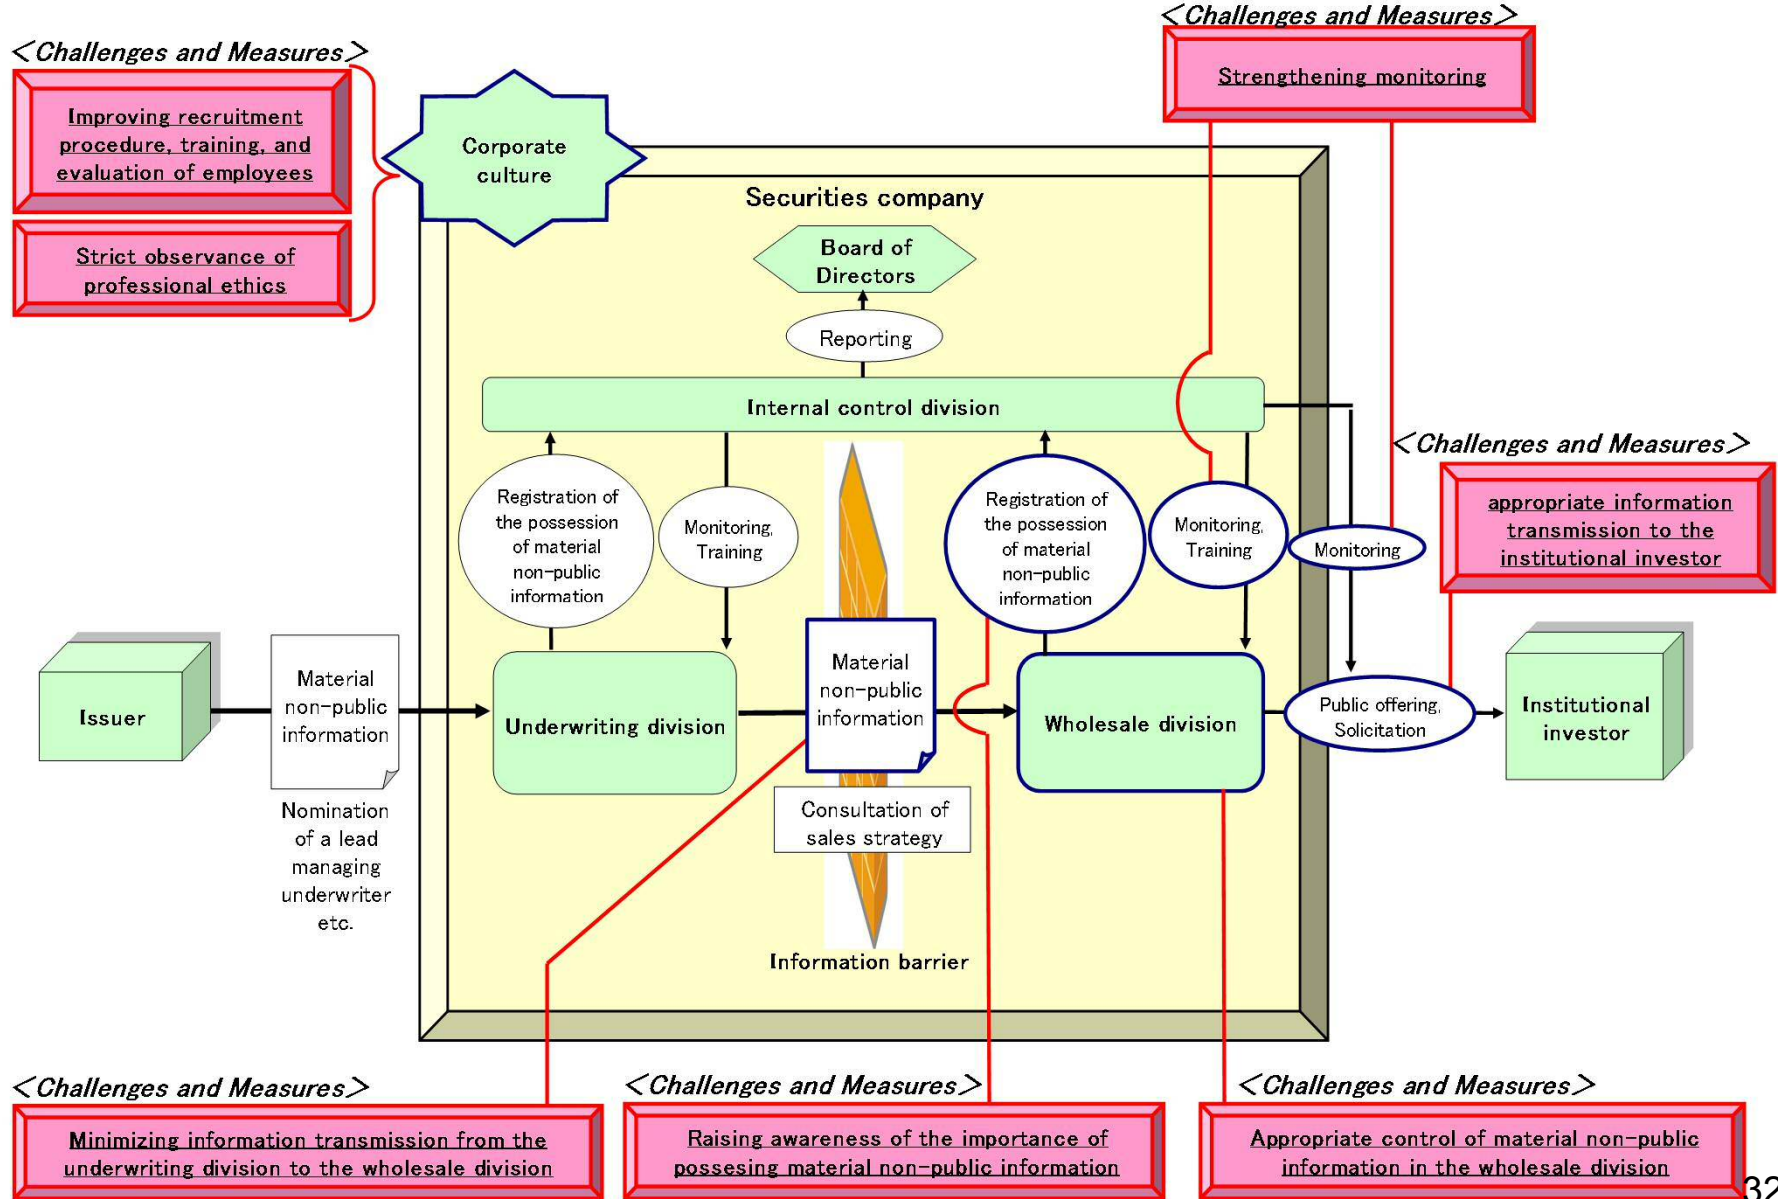 <Challenges and Measures>
Strengthening monitoring
<Challenges and Measures>
Improving recruitment
procedure, training, and
evaluation of employees
Strict observance of
professional ethics
Corporate
culture
Securities company
Board of
Directors
Reporting
Internal control division
<Challenges and Measures>
appropriate information
transmission to the
institutional investor
Registration of
the possession
of material
non-public
information
Monitoring,
Training
Registration of
the possession
of material
non-public
information
Monitoring,
Training
Monitoring
Issuer
Material
non-public
information
Nomination
of a lead
managing
underwriter
etc.
Underwriting division
Material
non-public
information
Consultation of
sales strategy
Information barrier
Wholesale division
Public offering,
Solicitation
Institutional
investor
<Challenges and Measures>
Minimizing information transmission from the
underwriting division to the wholesale division
<Challenges and Measures>
Raising awareness of the importance of
possesing material non-public information
<Challenges and Measures>
Appropriate control of material non-public
information in the wholesale division
32